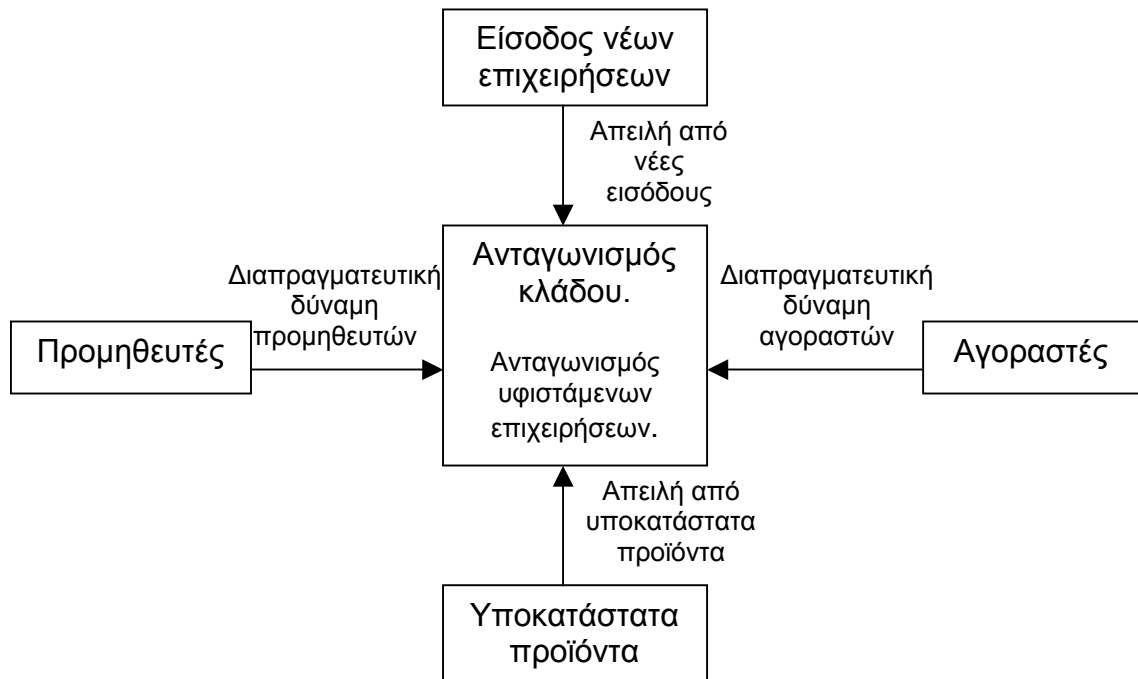 Είσοδος νέων
επιχειρήσεων
Απειλή από
νέες
εισόδους
Διαπραγματευτική
δύναμη
προμηθευτών
Προμηθευτές
Ανταγωνισμός
κλάδου.
Ανταγωνισμός
υφιστάμενων
επιχειρήσεων.
Διαπραγματευτική
δύναμη
αγοραστών
Αγοραστές
Απειλή από
υποκατάστατα
προϊόντα
Υποκατάστατα
προϊόντα